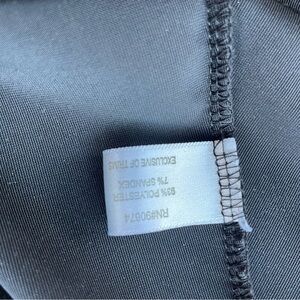 RN#90674
93% POLYESTER
7% SPANDEX
EXCLUSIVE OF TRIMS